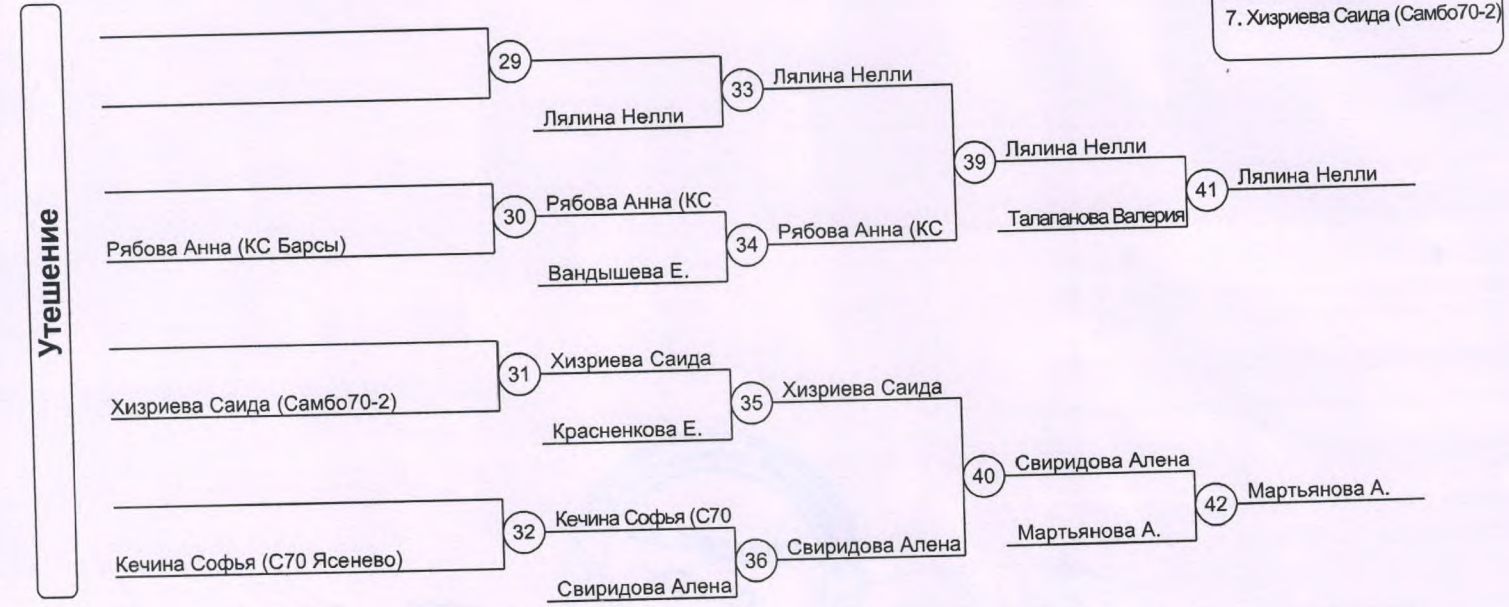 7. Хизриева Саида (Самбо70-2)
Утешение
29
33
Лялина Нелли
Лялина Нелли
39
Лялина Нелли
41
Лялина Нелли
30
Рябова Анна (КС
Талапанова Валерия
Рябова Анна (КС Барсы)
34
Рябова Анна (КС
Вандышева Е.
31
Хизриева Саида
35
Хизриева Саида
Хизриева Саида (Самбо70-2)
Красненкова Е.
40
Свиридова Алена
42
Мартьянова А.
32
Кечина Софья (С70
Мартьянова А.
36
Свиридова Алена
Кечина Софья (С70 Ясенево)
Свиридова Алена